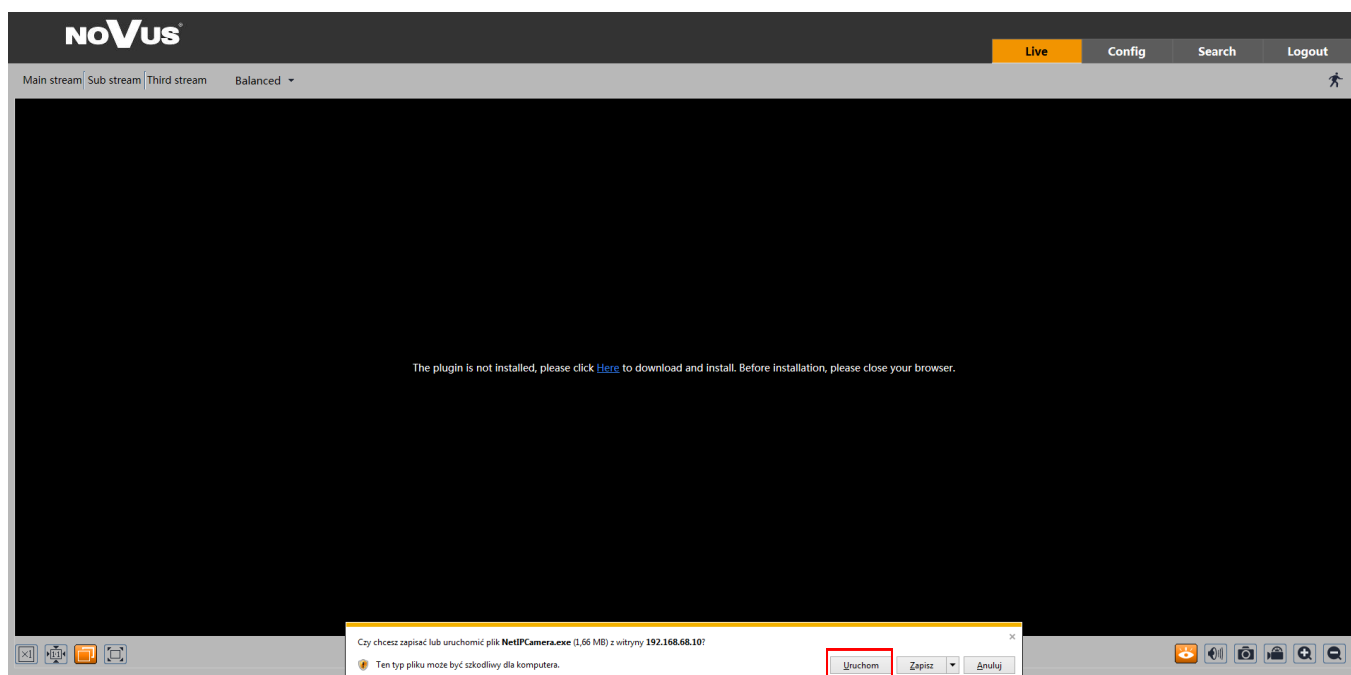 NOVUS®
Live Config Search Logout
Main stream Sub stream Third stream Balanced
The plugin is not installed, please click Here to download and install. Before installation, please close your browser.
Czy chcesz zapisać lub uruchomić plik NetIPCamera.exe (1,66 MB) z witryny 192.168.68.10?
Ten typ pliku może być szkodliwy dla komputera.
Uruchom Zapisz Anuluj